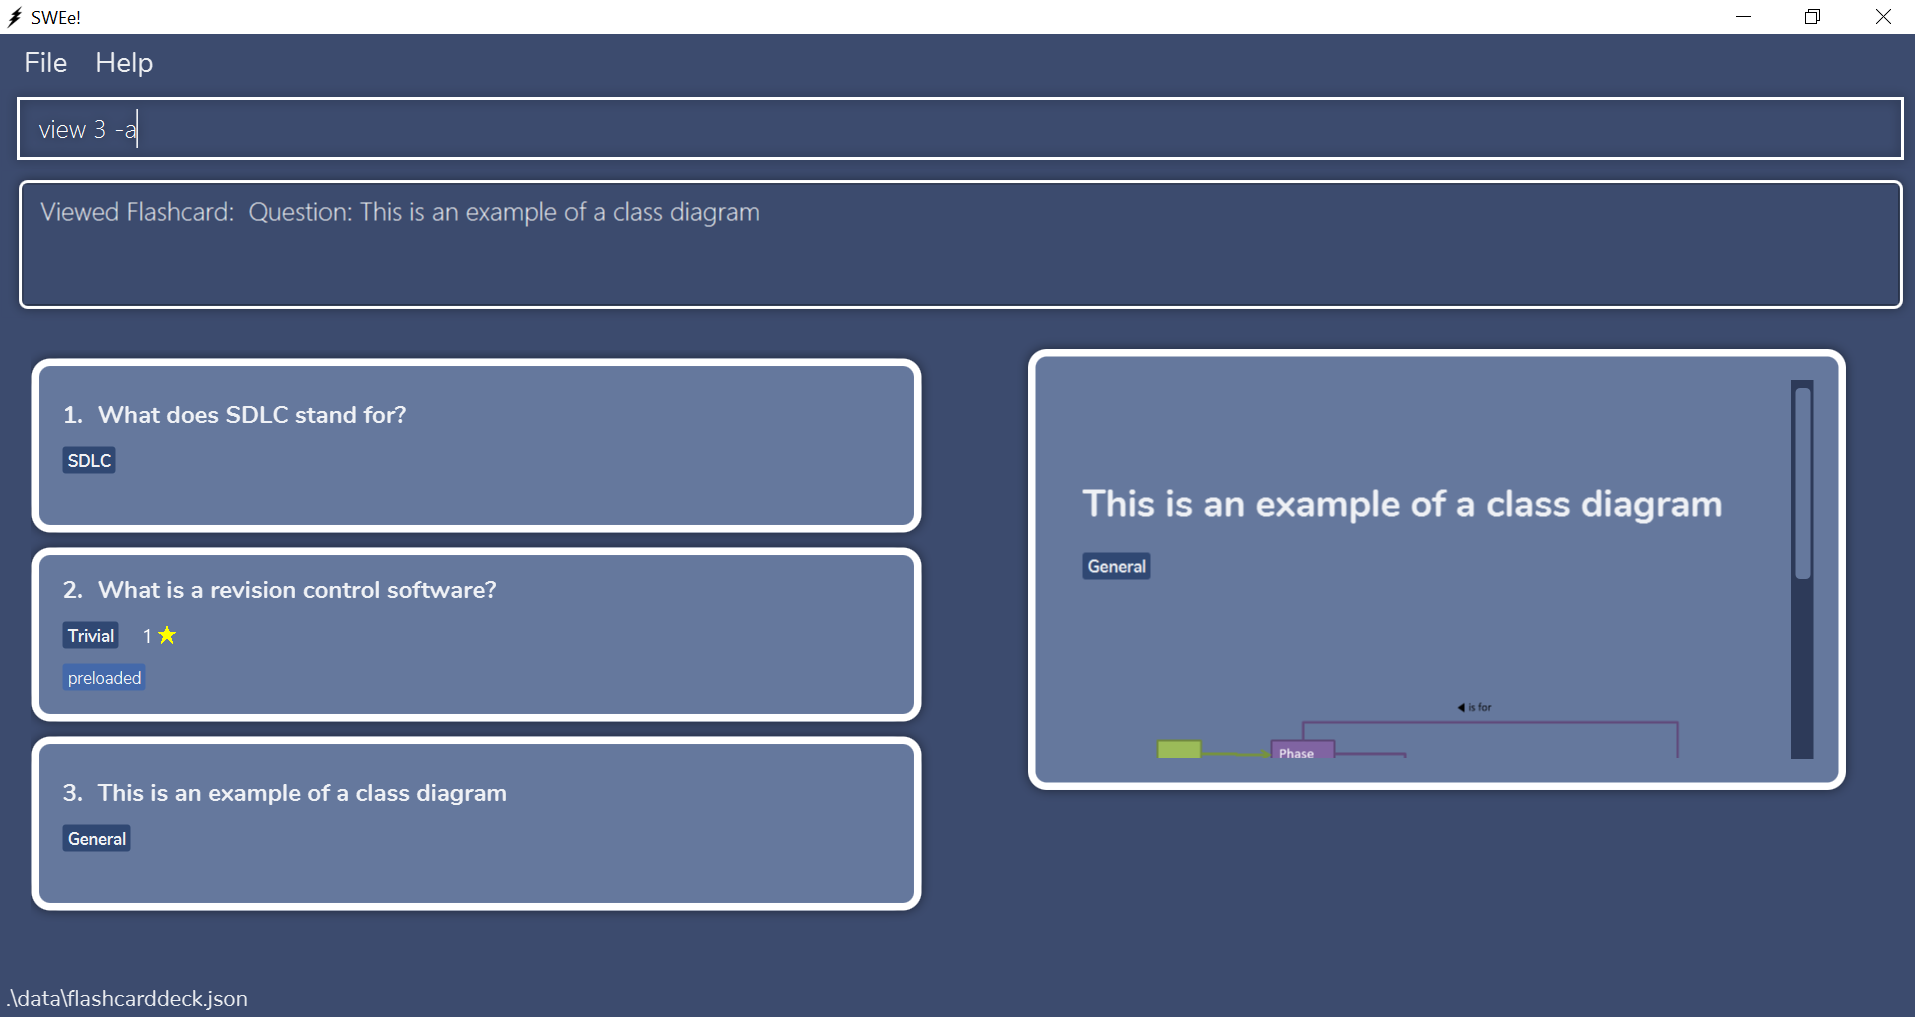 SWEe!
File Help
view 3 -a
Viewed Flashcard: Question: This is an example of a class diagram
1. What does SDLC stand for?
SDLC
2. What is a revision control software?
Trivial 1 ★
preloaded
3. This is an example of a class diagram
General
This is an example of a class diagram
General
◀ is for
Phase
.\data\flashcarddeck.json